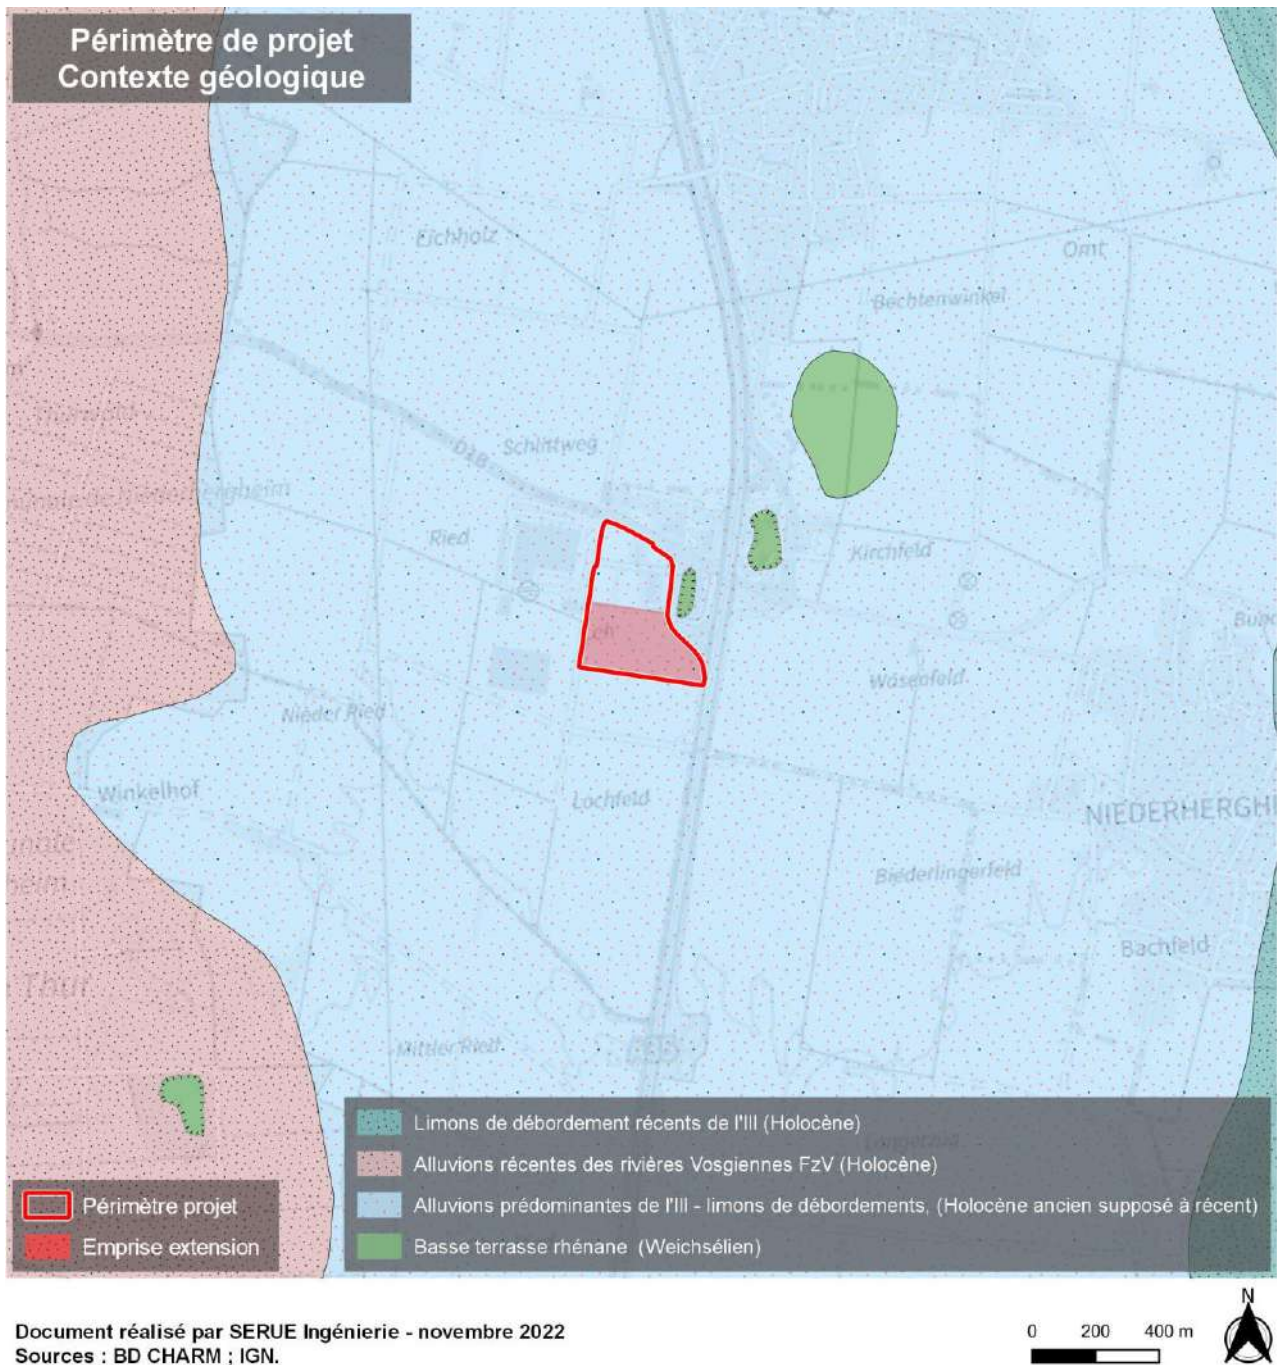 Périmètre de projet
Contexte géologique
Eichholz
Omt
Bechtenwinkel
Schlittweg
Ried
Kirchfeld
Wasenfeld
Nieder Ried
Winkelhof
Lochfeld
NIEDERHERGH
Biederlingerfeld
Bachfeld
Thur
Mittler Ried
Limons de débordement récents de l'Ill (Holocène)
Alluvions récentes des rivières Vosgiennes FzV (Holocène)
Alluvions prédominantes de l'Ill - limons de débordements, (Holocène ancien supposé à récent)
Basse terrasse rhénane (Weichsélien)
Périmètre projet
Emprise extension
N
Document réalisé par SERUE Ingénierie - novembre 2022
Sources : BD CHARM ; IGN.
0 200 400 m